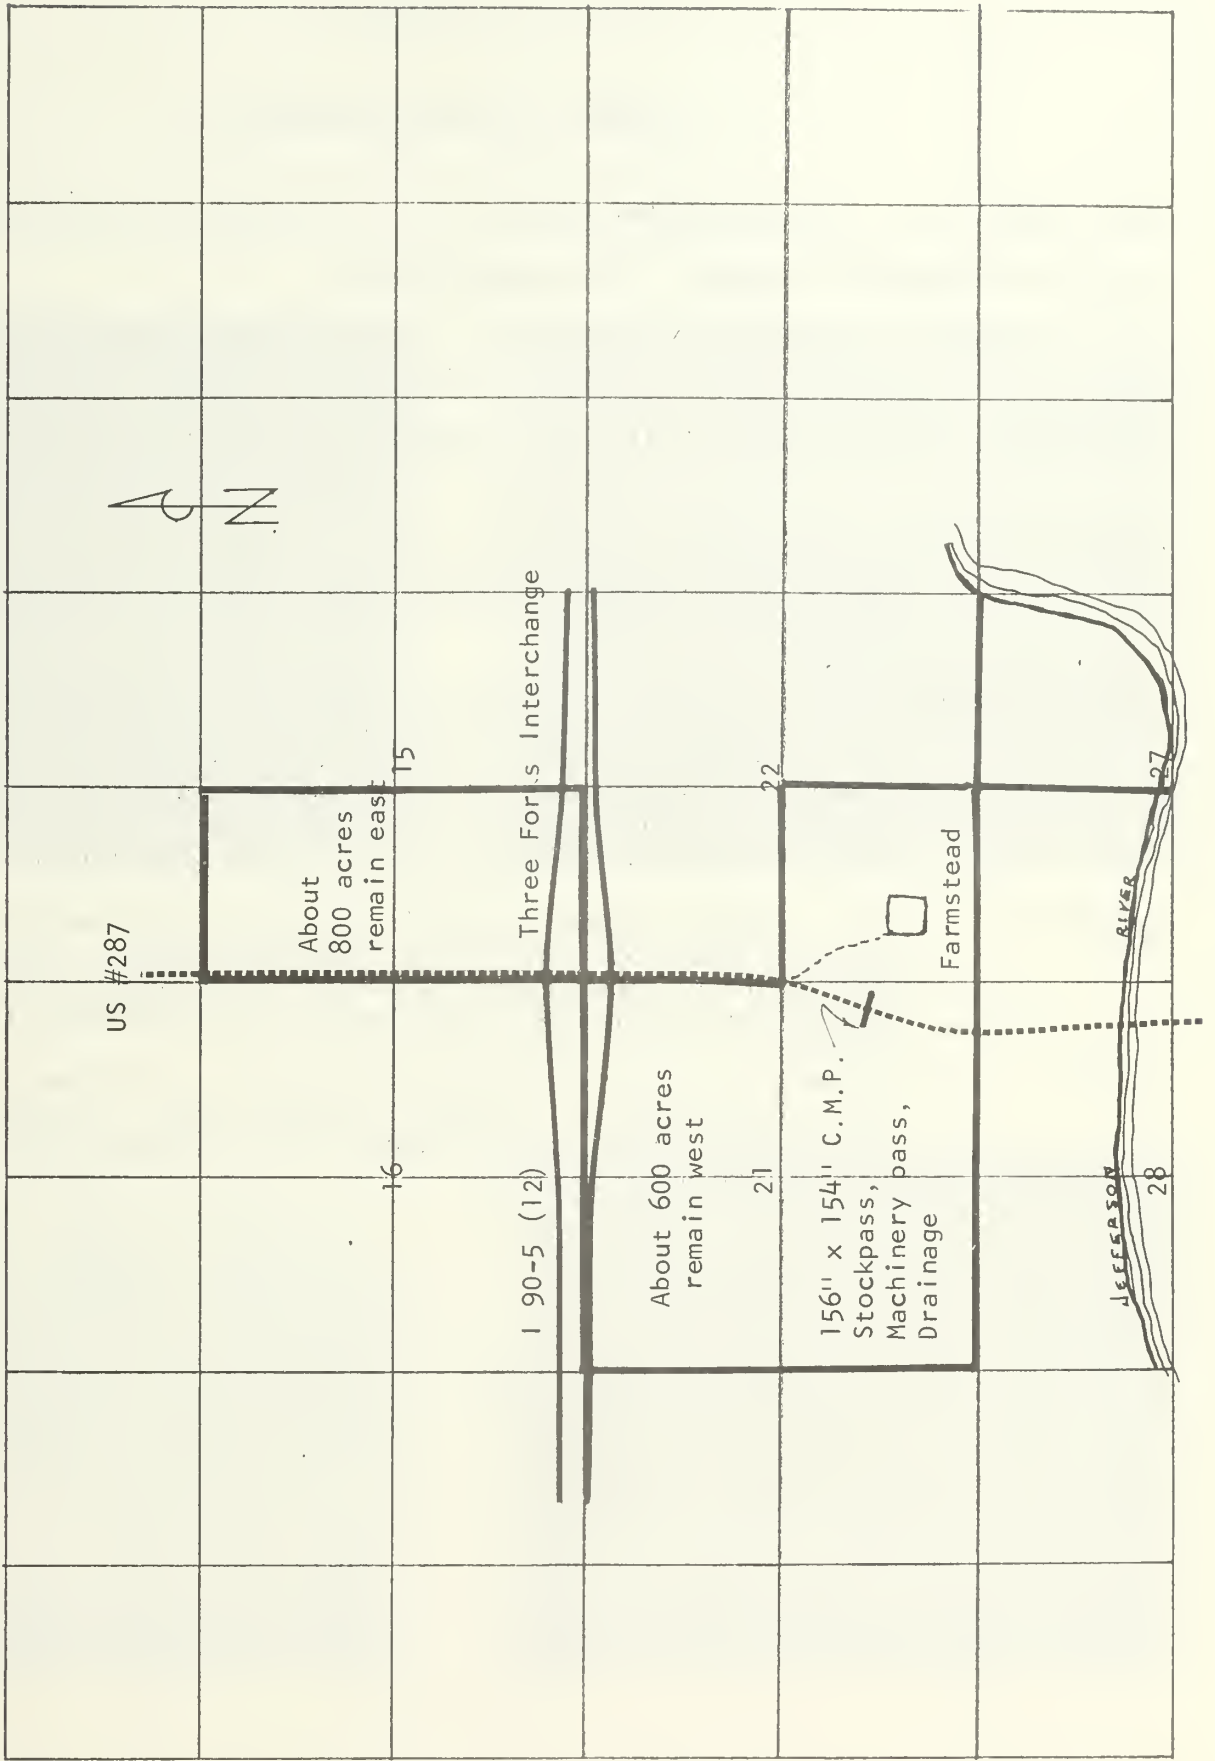 US #287
N
About
800 acres
remain east
15
Three Forks Interchange
16
I 90-5 (12)
About 600 acres
remain west
22
21
156" x 154" C.M.P.
Stockpass,
Machinery pass,
Drainage
Farmstead
JEFFERSON RIVER
27
28